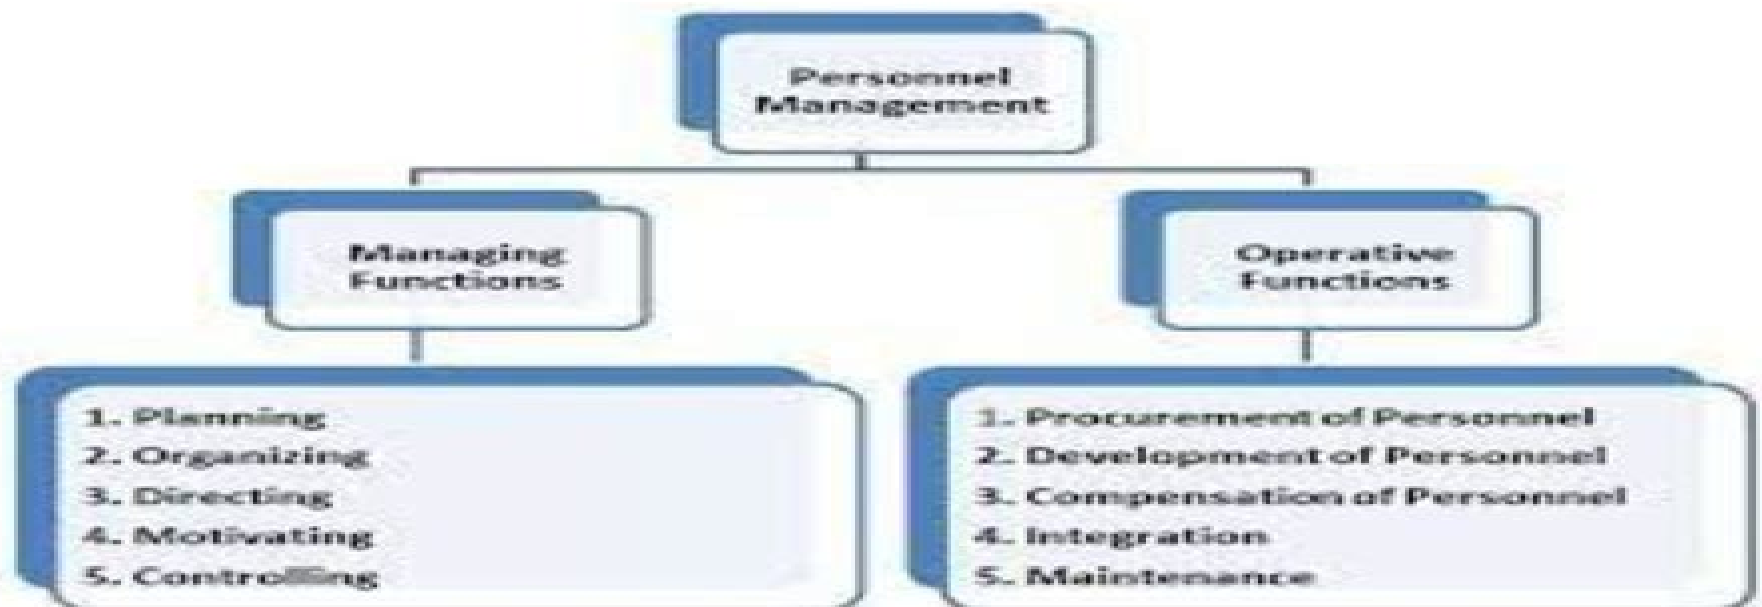 Personnel
Management
Managing
Functions
Operative
Functions
1. Planning
2. Organizing
3. Directing
4. Motivating
5. Controlling
1. Procurement of Personnel
2. Development of Personnel
3. Compensation of Personnel
4. Integration
5. Maintenance